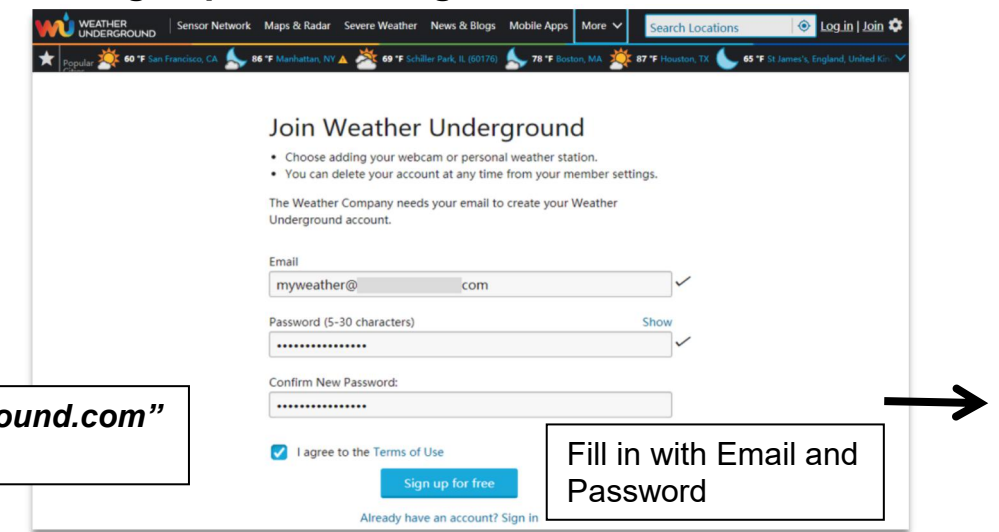 WEATHER UNDERGROUND Sensor Network Maps & Radar Severe Weather News & Blogs Mobile Apps More Search Locations Log in | Join
Popular 60 °F San Francisco, CA 86 °F Manhattan, NY 69 °F Schiller Park, IL (60176) 78 °F Boston, MA 87 °F Houston, TX 65 °F St James's, England, United Kin
Join Weather Underground
• Choose adding your webcam or personal weather station.
• You can delete your account at any time from your member settings.
The Weather Company needs your email to create your Weather
Underground account.
Email
myweather@ com
Password (5-30 characters) Show
••••••••••••••••
Confirm New Password:
••••••••••••••••
ound.com”
I agree to the Terms of Use
Fill in with Email and
Password
Sign up for free
Already have an account? Sign in